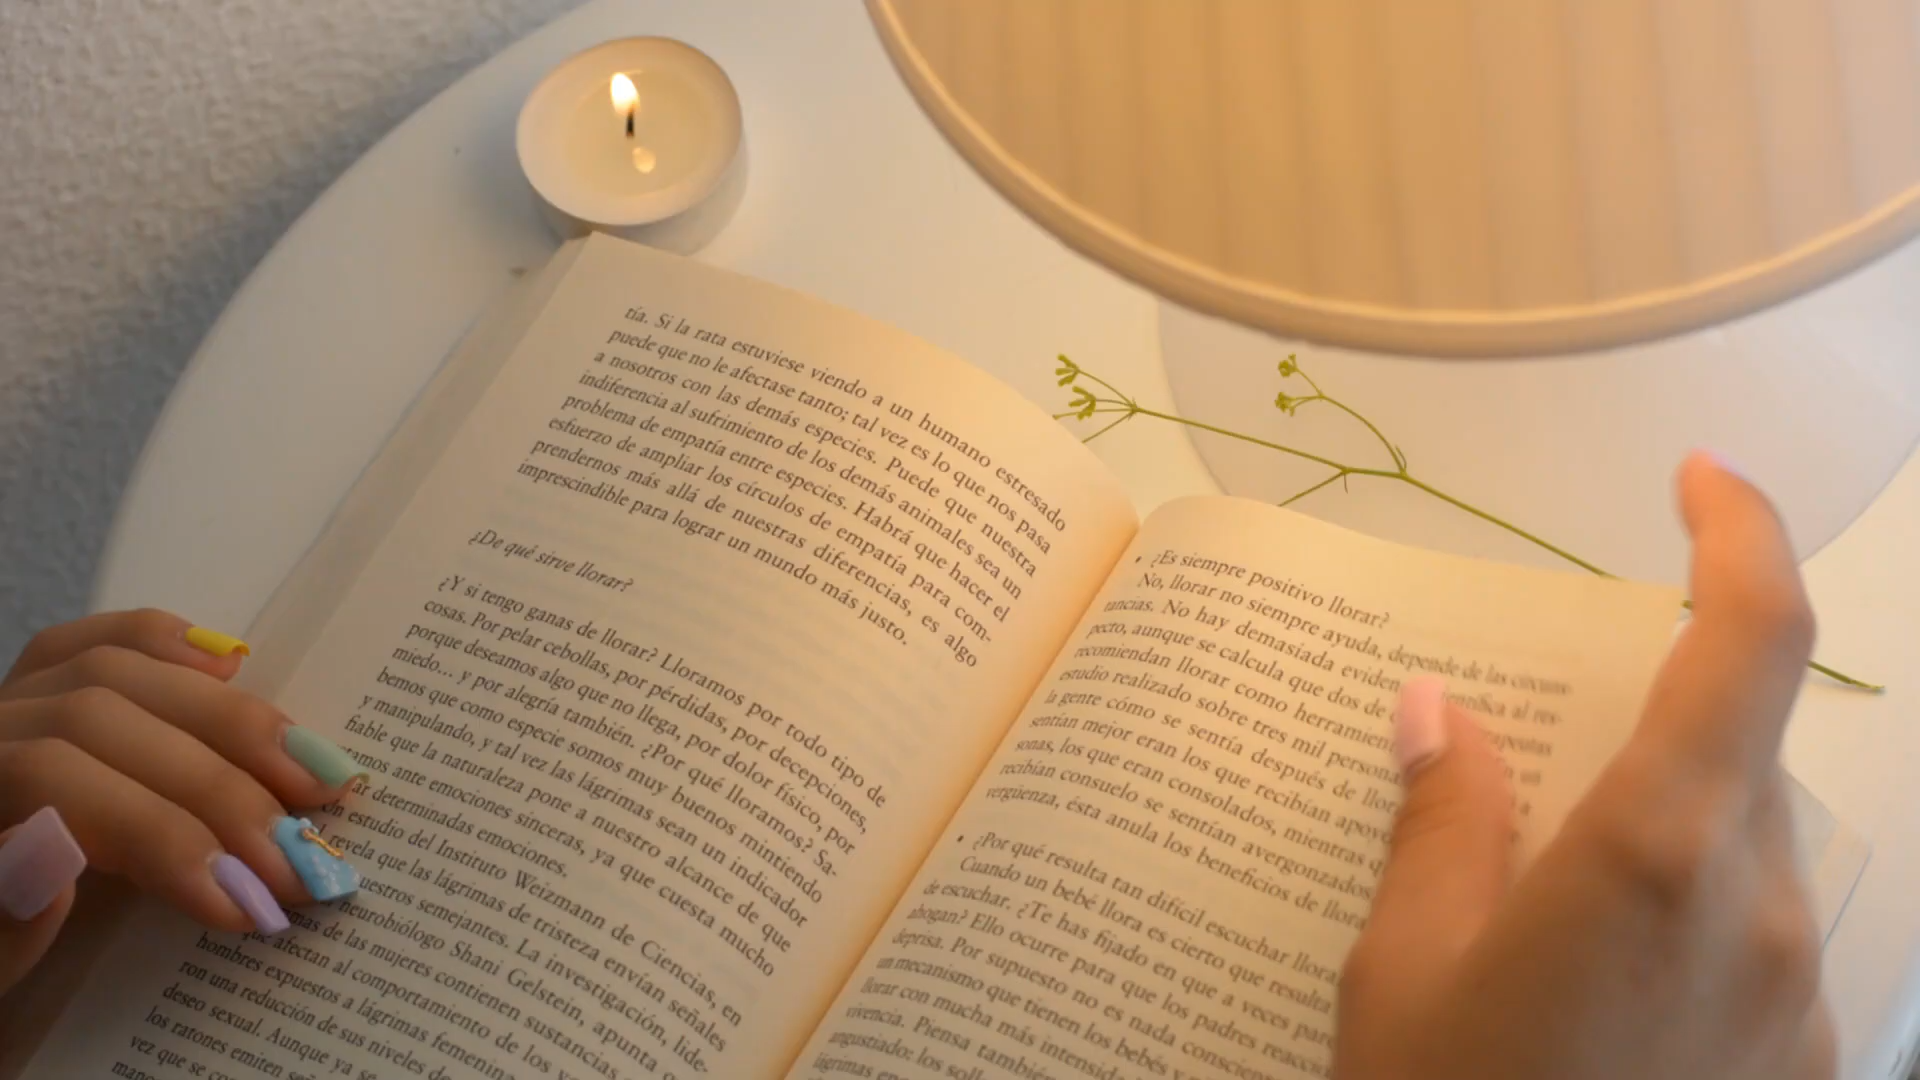 tía. Si la rata estuviese viendo a un humano estresado
puede que no le afectase tanto; tal vez es lo que nos pasa
a nosotros con las demás especies. Puede que nuestra
indiferencia al sufrimiento de los demás animales sea un
problema de empatía entre especies. Habrá que hacer el
esfuerzo de ampliar los círculos de empatía para com-
prendernos más allá de nuestras diferencias, es algo
imprescindible para lograr un mundo más justo.
¿De qué sirve llorar?
¿Y si tengo ganas de llorar? Lloramos por todo tipo de
cosas. Por pelar cebollas, por pérdidas, por decepciones,
porque deseamos algo que no llega, por dolor físico, por
miedo... y por alegría también. ¿Por qué lloramos? Sa-
bemos que como especie somos muy buenos mintiendo
y manipulando, y tal vez las lágrimas sean un indicador
fiable que la naturaleza pone a nuestro alcance de que
estamos ante emociones sinceras, ya que cuesta mucho
determinadas emociones.
Un estudio del Instituto Weizmann de Ciencias, en
revela que las lágrimas de tristeza envían señales
nuestros semejantes. La investigación, lide-
neurobiólogo Shani Gelstein, apunta
de las mujeres contienen sustancias
que afectan al comportamiento de los
hombres expuestos a lágrimas
ron una reducción de sus niveles de
deseo sexual. Aunque ya se
los ratones emiten
vez que se
• ¿Es siempre positivo llorar?
No, llorar no siempre ayuda, depende de las circuns-
tancias. No hay demasiada científica al res-
pecto, aunque se calcula que dos de
recomiendan llorar como
estudio realizado sobre tres mil
la gente cómo se sentía después de
sentían mejor eran los que recibían apoyo
sonas, los que eran consolados, mientras
recibían consuelo se sentían avergonzados.
vergüenza, ésta anula los beneficios de
• ¿Por qué resulta tan difícil escuchar
Cuando un bebé llora es cierto que resulta
de escuchar. ¿Te has fijado en que a veces
ahogan? Ello ocurre para que los padres
deprisa. Por supuesto no es nada
un mecanismo que tienen los bebés
llorar con mucha más
vivencia. Piensa
angustiado: los
lágrimas